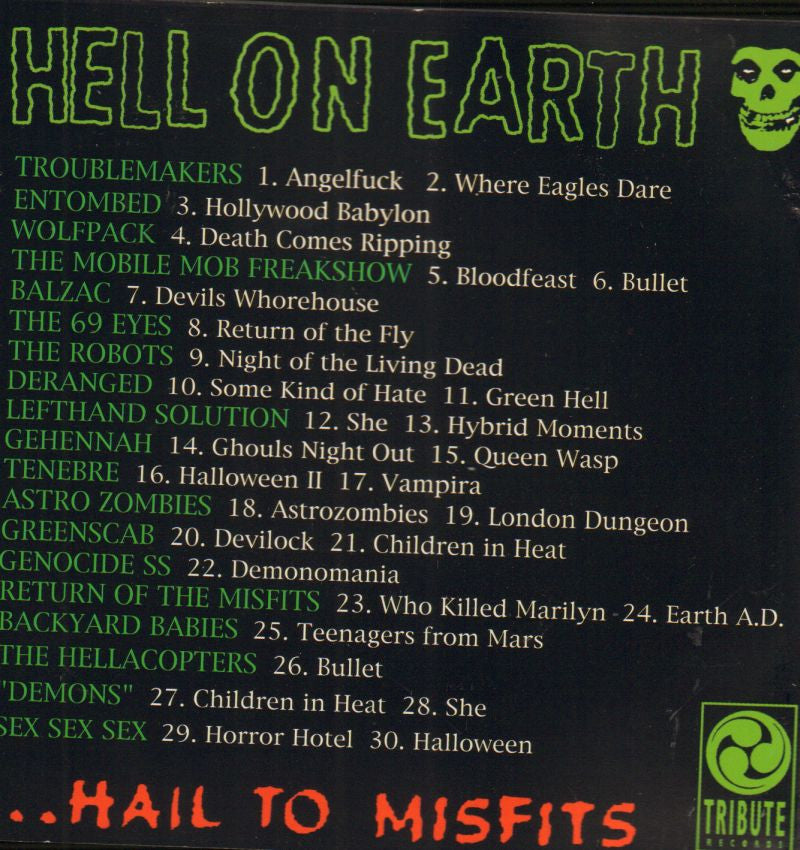 HELL ON EARTH
TROUBLEMAKERS 1. Angelfuck 2. Where Eagles Dare
ENTOMBED 3. Hollywood Babylon
WOLFPACK 4. Death Comes Ripping
THE MOBILE MOB FREAKSHOW 5. Bloodfeast 6. Bullet
BALZAC 7. Devils Whorehouse
THE 69 EYES 8. Return of the Fly
THE ROBOTS 9. Night of the Living Dead
DERANGED 10. Some Kind of Hate 11. Green Hell
LEFTHAND SOLUTION 12. She 13. Hybrid Moments
GEHENNAH 14. Ghouls Night Out 15. Queen Wasp
TENEBRE 16. Halloween II 17. Vampira
ASTRO ZOMBIES 18. Astrozombies 19. London Dungeon
GREENSCAB 20. Devilock 21. Children in Heat
GENOCIDE SS 22. Demonomania
RETURN OF THE MISFITS 23. Who Killed Marilyn - 24. Earth A.D.
BACKYARD BABIES 25. Teenagers from Mars
THE HELLACOPTERS 26. Bullet
"DEMONS" 27. Children in Heat 28. She
SEX SEX SEX 29. Horror Hotel 30. Halloween
..HAIL TO MISFITS
TRIBUTE
RECORDS